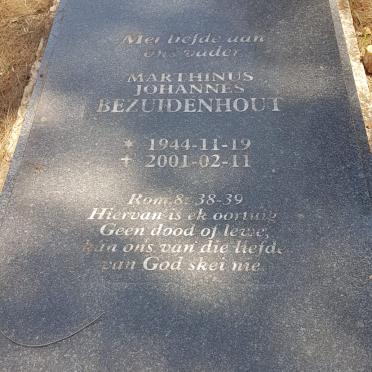 Met liefde aan
ons vader
MARTHINUS
JOHANNES
BEZUIDENHOUT
* 1944-11-19
+ 2001-02-11
Rom. 8: 38-39
Hiervan is ek oortuig
Geen dood of lewe,
kan ons van die liefde
van God skei nie.